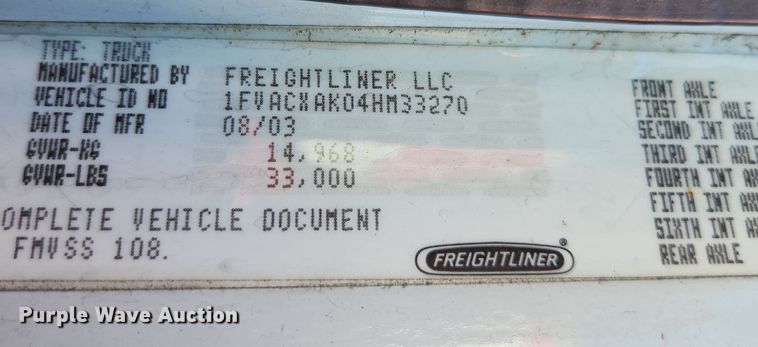 TYPE: TRUCK
MANUFACTURED BY FREIGHTLINER LLC
VEHICLE ID NO 1FVACXAK04HM33270
DATE OF MFR 08/03
GVWR-KG 14,968
GVWR-LBS 33,000
OMPLETE VEHICLE DOCUMENT
FMVSS 108.
FREIGHTLINER®
FRONT AXLE
FIRST INT AXLE
SECOND INT AXL
THIRD INT AXL
FOURTH INT AX
FIFTH INT AX
SIXTH INT A
REAR AXLE
Purple Wave Auction